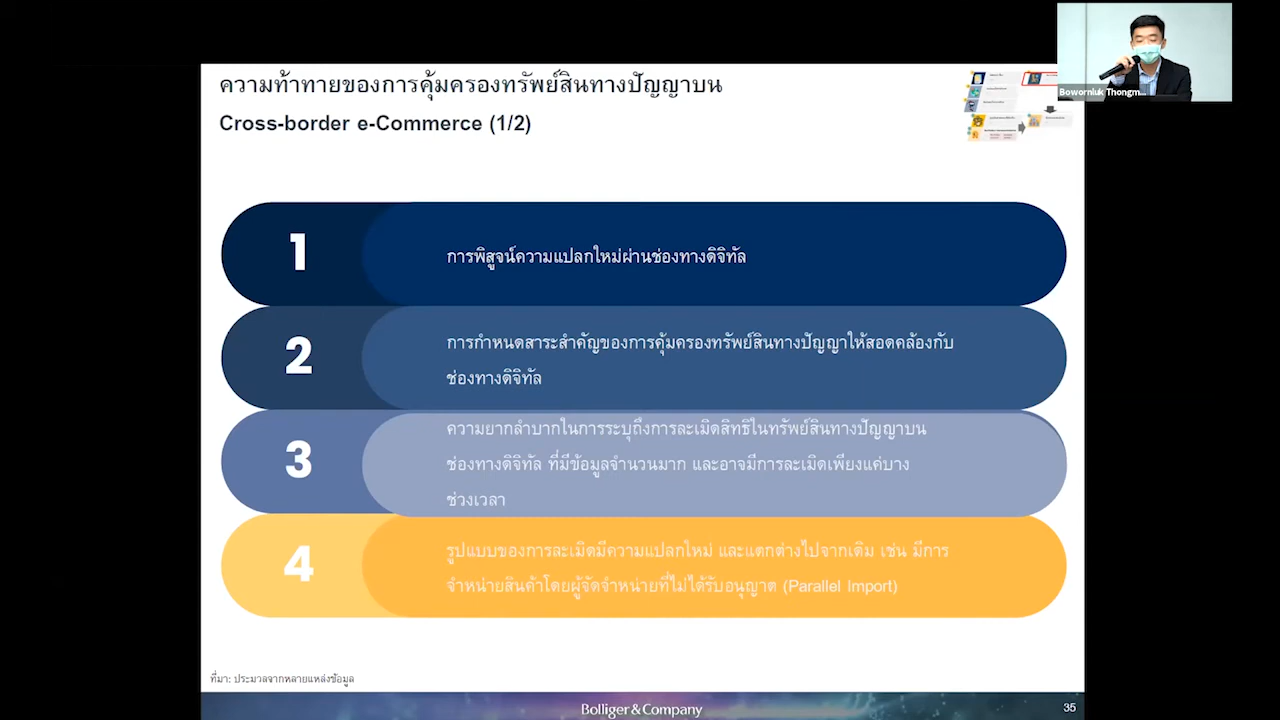 ความท้าทายของการคุ้มครองทรัพย์สินทางปัญญาบน
Cross-border e-Commerce (1/2)
Bowornluk Thongm...
1
การพิสูจน์ความแปลกใหม่ผ่านช่องทางดิจิทัล
2
การกำหนดสาระสำคัญของการคุ้มครองทรัพย์สินทางปัญญาให้สอดคล้องกับ
ช่องทางดิจิทัล
3
ความยากลำบากในการระบุถึงการละเมิดสิทธิในทรัพย์สินทางปัญญาบน
ช่องทางดิจิทัล ที่มีข้อมูลจำนวนมาก และอาจมีการละเมิดเพียงแค่บาง
ช่วงเวลา
4
รูปแบบของการละเมิดมีความแปลกใหม่ และแตกต่างไปจากเดิม เช่น มีการ
จำหน่ายสินค้าโดยผู้จัดจำหน่ายที่ไม่ได้รับอนุญาต (Parallel Import)
ที่มา: ประมวลจากหลายแหล่งข้อมูล
Bolliger & Company
35